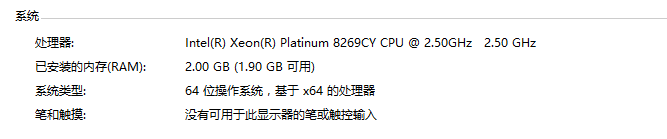 系统
处理器: Intel(R) Xeon(R) Platinum 8269CY CPU @ 2.50GHz 2.50 GHz
已安装的内存(RAM): 2.00 GB (1.90 GB 可用)
系统类型: 64 位操作系统，基于 x64 的处理器
笔和触摸: 没有可用于此显示器的笔或触控输入